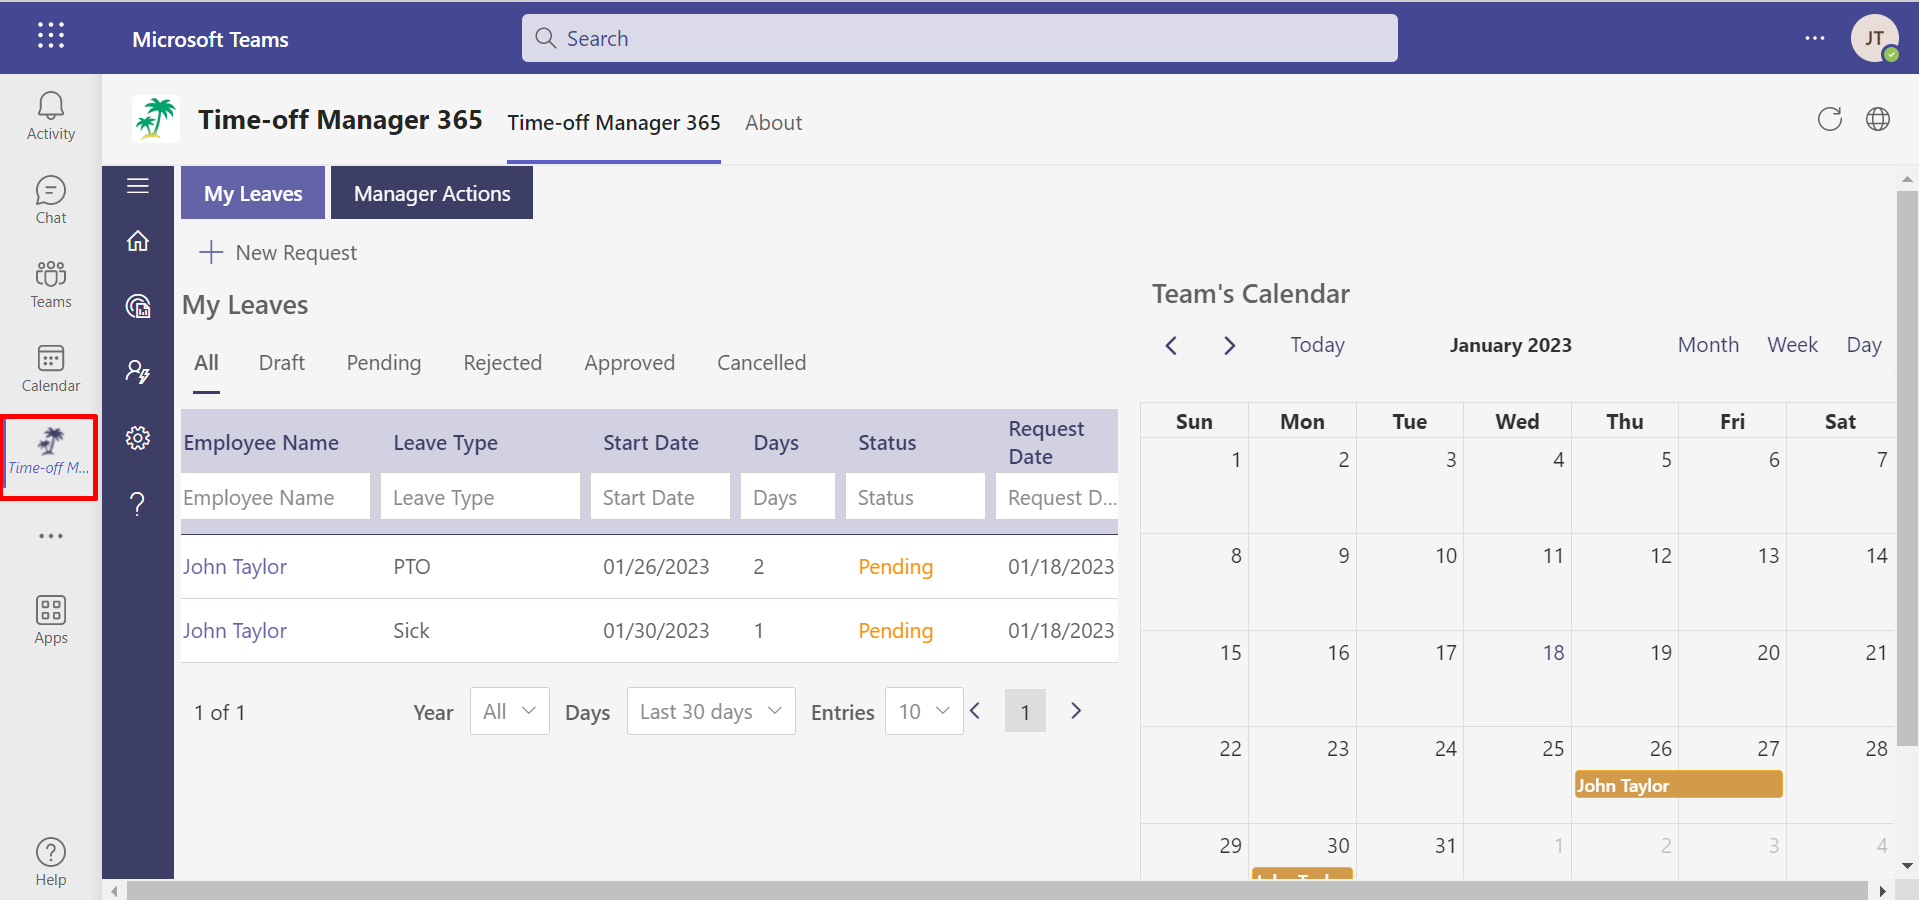 Microsoft Teams
Search
JT
Activity
Chat
Teams
Calendar
Time-off M...
Apps
Help
Time-off Manager 365
Time-off Manager 365
About
My Leaves
Manager Actions
New Request
My Leaves
All Draft Pending Rejected Approved Cancelled
Employee Name Leave Type Start Date Days Status Request Date
Employee Name Leave Type Start Date Days Status Request D...
John Taylor PTO 01/26/2023 2 Pending 01/18/2023
John Taylor Sick 01/30/2023 1 Pending 01/18/2023
1 of 1 Year All Days Last 30 days Entries 10 1
Team's Calendar
Today January 2023 Month Week Day
Sun Mon Tue Wed Thu Fri Sat
1 2 3 4 5 6 7
8 9 10 11 12 13 14
15 16 17 18 19 20 21
22 23 24 25 26 27 28
John Taylor
29 30 31 1 2 3 4